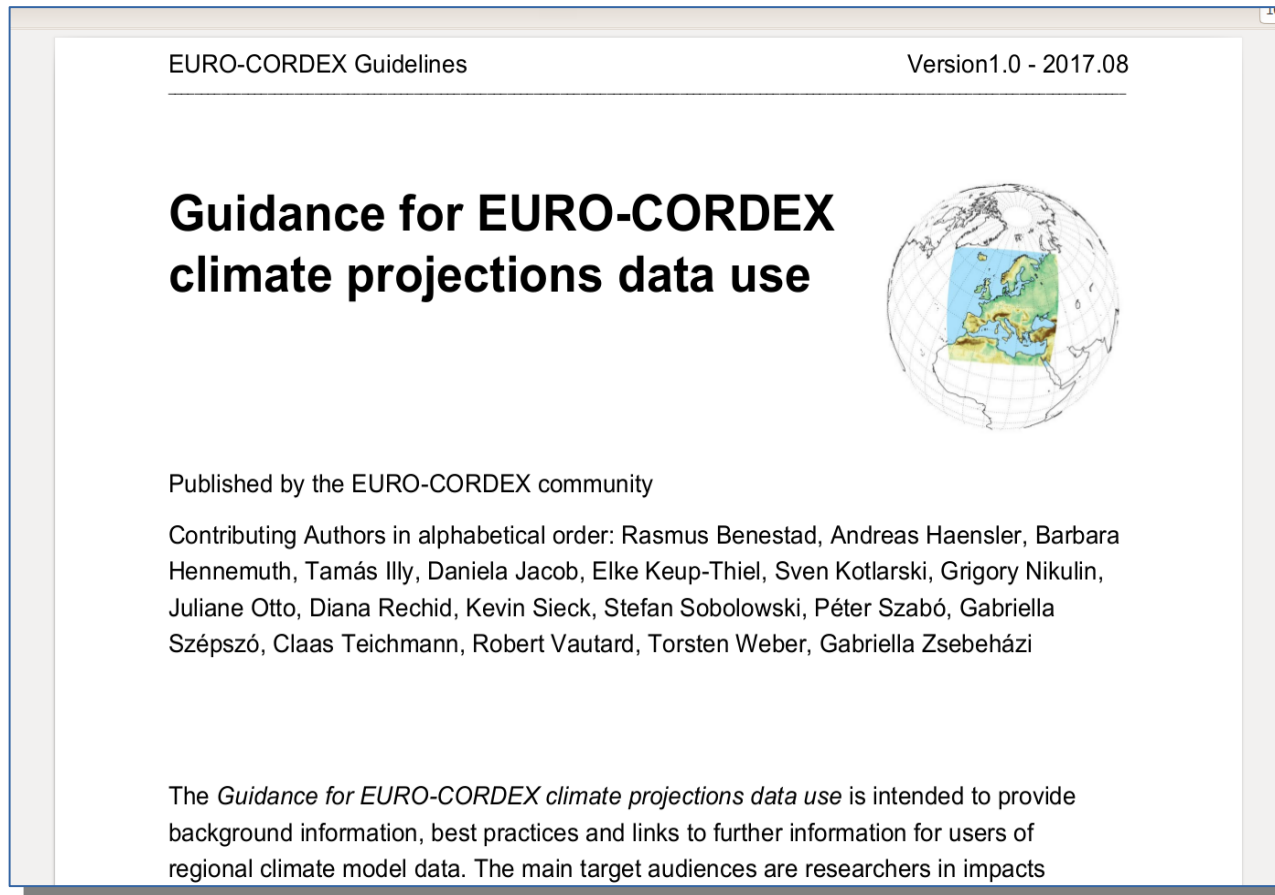 EURO-CORDEX Guidelines Version1.0 - 2017.08
Guidance for EURO-CORDEX
climate projections data use
Published by the EURO-CORDEX community
Contributing Authors in alphabetical order: Rasmus Benestad, Andreas Haensler, Barbara
Hennemuth, Tamás Illy, Daniela Jacob, Elke Keup-Thiel, Sven Kotlarski, Grigory Nikulin,
Juliane Otto, Diana Rechid, Kevin Sieck, Stefan Sobolowski, Péter Szabó, Gabriella
Szépszó, Claas Teichmann, Robert Vautard, Torsten Weber, Gabriella Zsebeházi
The Guidance for EURO-CORDEX climate projections data use is intended to provide
background information, best practices and links to further information for users of
regional climate model data. The main target audiences are researchers in impacts